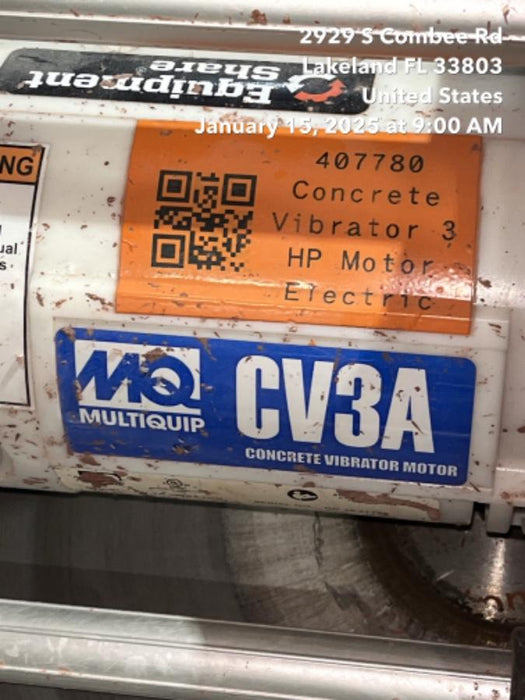 2929 S Combee Rd
Lakeland FL 33803
United States
January 15, 2025 at 9:00 AM
Equipment
Share
NG
ual
s
407780
Concrete
Vibrator 3
HP Motor
Electric
MQ
MULTIQUIP
CV3A
CONCRETE VIBRATOR MOTOR